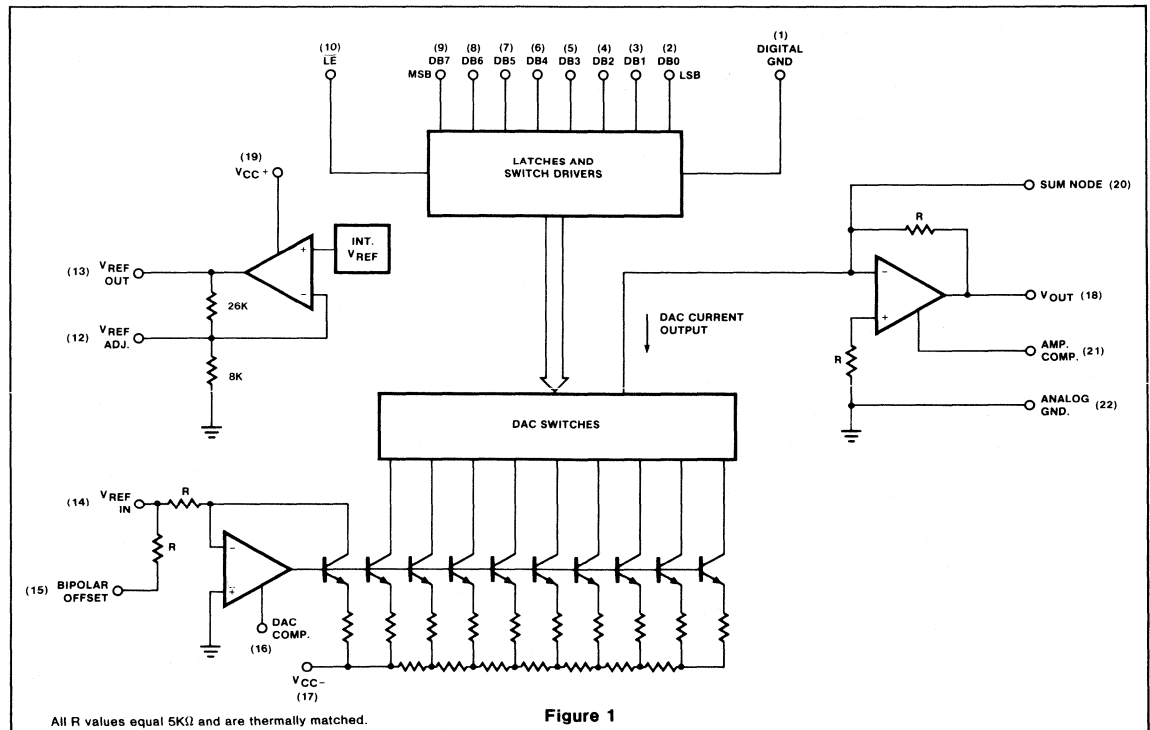 (10)
LE
(9) (8) (7) (6) (5) (4) (3) (2)
DB7 DB6 DB5 DB4 DB3 DB2 DB1 DB0
MSB
LSB
(1)
DIGITAL
GND
LATCHES AND
SWITCH DRIVERS
(19)
VCC+
INT.
VREF
+
−
(13) VREF
OUT
26K
(12) VREF
ADJ.
8K
SUM NODE (20)
R
−
+
VOUT (18)
R
AMP.
COMP. (21)
ANALOG
GND. (22)
DAC CURRENT
OUTPUT
DAC SWITCHES
(14) VREF
IN
R
R
−
+
(15) BIPOLAR
OFFSET
DAC
COMP.
(16)
VCC−
(17)
All R values equal 5KΩ and are thermally matched.
Figure 1